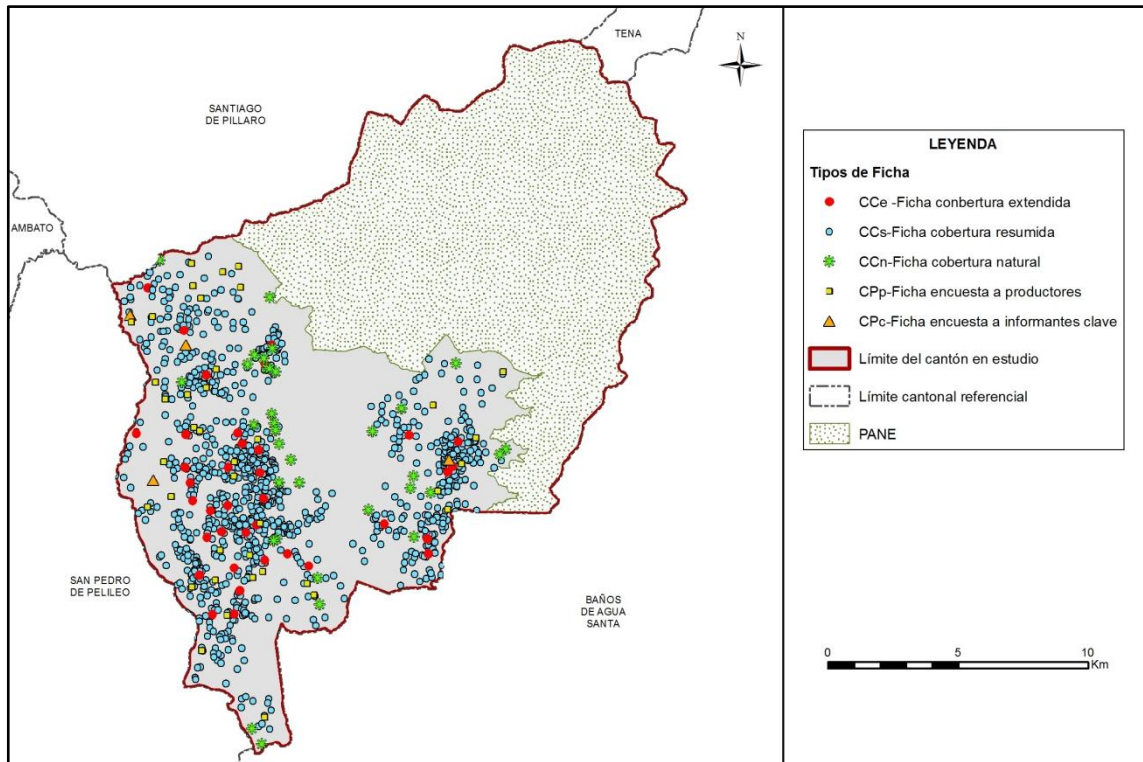 TENA
N
SANTIAGO
DE PILLARO
AMBATO
SAN PEDRO
DE PELILEO
BAÑOS
DE AGUA
SANTA
LEYENDA
Tipos de Ficha
CCe -Ficha conbertura extendida
CCs-Ficha cobertura resumida
CCn-Ficha cobertura natural
CPp-Ficha encuesta a productores
CPc-Ficha encuesta a informantes clave
Límite del cantón en estudio
Límite cantonal referencial
PANE
0 5 10
Km